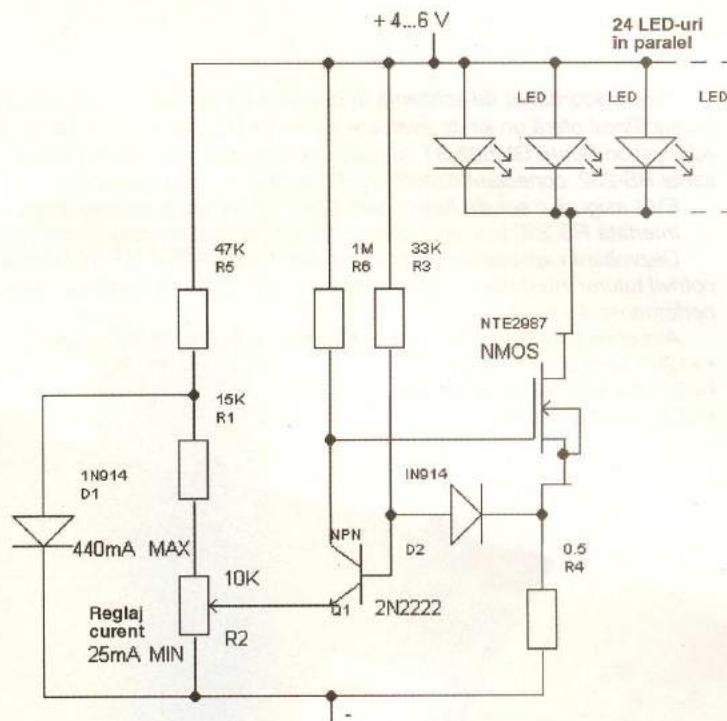 + 4...6 V
24 LED-uri
în paralel
LED
LED
LED
47K
R5
1M
R6
33K
R3
NTE2987
NMOS
15K
R1
1N914
D1
IN914
D2
NPN
Q1
2N2222
440mA MAX
10K
R2
Reglaj
curent
25mA MIN
0.5
R4
-